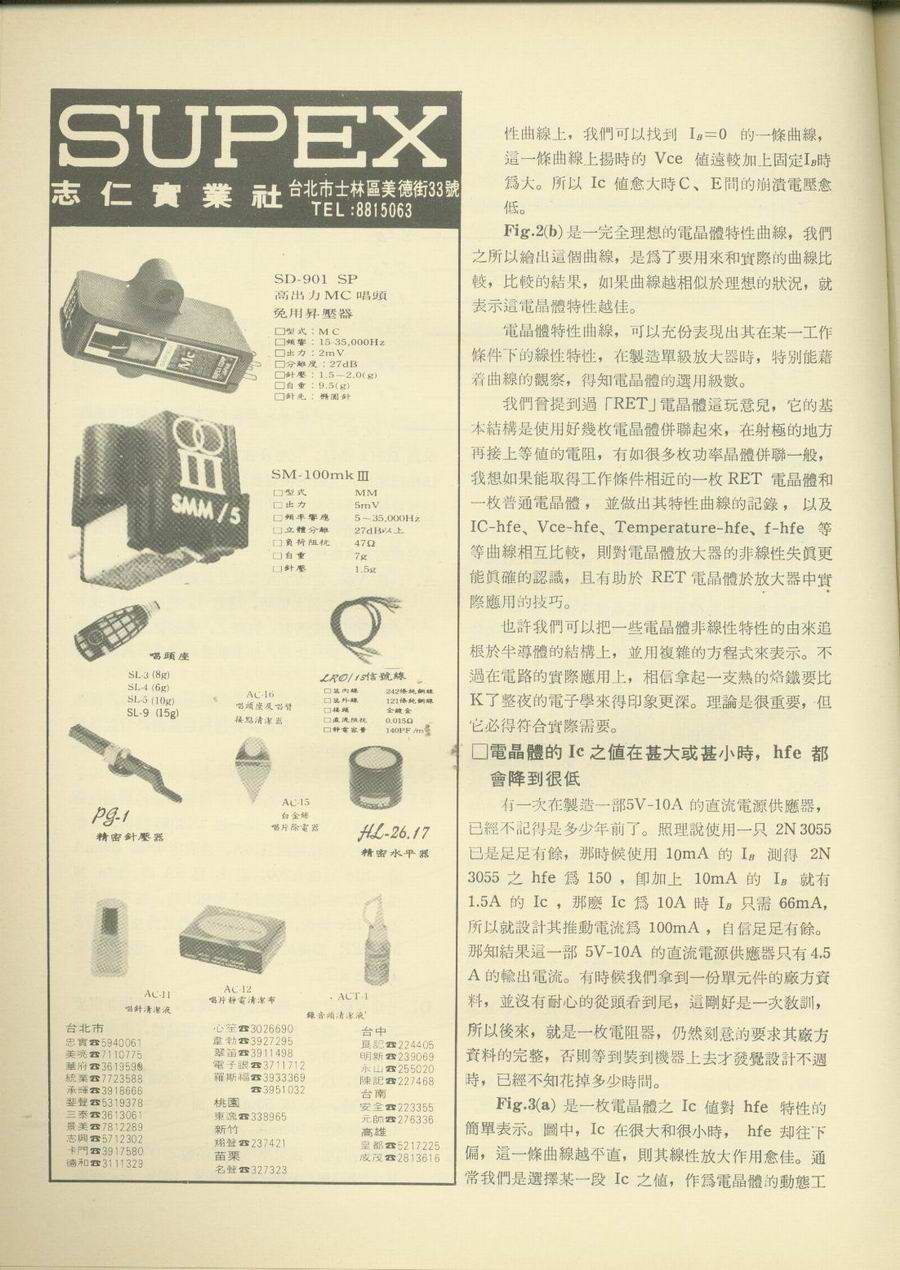 SUPEX
志仁實業社
台北市士林區美德街33號
TEL:8815063
SD-901 SP
高出力MC唱頭
免用昇壓器
□型式:MC
□頻響:15-35,000Hz
□出力:2mV
□分離度:27dB
□針壓:1.5-2.0(g)
□自重:9.5(g)
□針尖:橢圓針
SMM/5
SM-100mkⅢ
□型式 MM
□出力 5mV
□頻率響應 5-35,000Hz
□立體分離 27dB以上
□負荷阻抗 47Ω
□自重 7g
□針壓 1.5g
唱頭座
SL-3 (8g)
SL-4 (6g)
SL-5 (10g)
SL-9 (15g)
AC-16
唱頭座及唱臂
接點清潔器
LRO/15信號線
□蕊內線 242條純銅線
□蕊外線 121條純銅線
□接頭 全鍍金
□直流阻抗 0.015Ω
□靜電容量 140PF/m
PG-1
精密針壓器
AC-15
白金錘
唱片除電器
HL-26.17
精密水平器
AC-11
唱針清潔液
AC-12
唱片靜電清潔布
ACT-1
錄音頭清潔液
台北市
忠實☎5940061
美亮☎7110775
華府☎3619598
統業☎7723588
承輝☎3918668
斐聲☎5319378
三泰☎3613061
景美☎7812289
志興☎5712302
卡門☎3917580
德和☎3111329
心笙☎3026690
韋勃☎3927295
翠笛☎3911498
電子眼☎3711712
羅斯福☎3933369
☎3951032
桃園
東逸☎339965
新竹
翊聲☎237421
苗栗
名聲☎327323
台中
良記☎224405
明新☎239069
永山☎255020
陳記☎227468
台南
安全☎223355
元帥☎276336
高雄
皇都☎5217225
成茂☎2813616
性曲線上,我們可以找到 IB=0 的一條曲線,
這一條曲線上揚時的 Vce 值遠較加上固定IB時
爲大。所以 Ic 值愈大時C、E間的崩潰電壓愈
低。
Fig.2(b)是一完全理想的電晶體特性曲線,我們
之所以繪出這個曲線,是爲了要用來和實際的曲線比
較,比較的結果,如果曲線越相似於理想的狀況,就
表示這電晶體特性越佳。
電晶體特性曲線,可以充份表現出其在某一工作
條件下的線性特性,在製造單級放大器時,特別能藉
着曲線的觀察,得知電晶體的選用級數。
我們曾提到過「RET」電晶體這玩意兒,它的基
本結構是使用好幾枚電晶體併聯起來,在射極的地方
再接上等值的電阻,有如很多枚功率晶體併聯一般,
我想如果能取得工作條件相近的一枚 RET 電晶體和
一枚普通電晶體,並做出其特性曲線的記錄,以及
IC-hfe、Vce-hfe、Temperature-hfe、f-hfe 等
等曲線相互比較,則對電晶體放大器的非線性失眞更
能眞確的認識,且有助於 RET 電晶體於放大器中實
際應用的技巧。
也許我們可以把一些電晶體非線性特性的由來追
根於半導體的結構上,並用複雜的方程式來表示。不
過在電路的實際應用上,相信拿起一支熱的烙鐵要比
K了整夜的電子學來得印象更深。理論是很重要,但
它必得符合實際需要。
□電晶體的 Ic 之值在甚大或甚小時,hfe 都
會降到很低
有一次在製造一部5V-10A 的直流電源供應器,
已經不記得是多少年前了。照理說使用一只 2N3055
已是足足有餘,那時候使用 10mA 的 IB 測得 2N
3055 之 hfe 爲 150,卽加上 10mA 的 IB 就有
1.5A 的 Ic,那麼 Ic 爲 10A 時 IB 只需 66mA,
所以就設計其推動電流爲 100mA,自信足足有餘。
那知結果這一部 5V-10A 的直流電源供應器只有4.5
A 的輸出電流。有時候我們拿到一份單元件的廠方資
料,並沒有耐心的從頭看到尾,這剛好是一次教訓,
所以後來,就是一枚電阻器,仍然刻意的要求其廠方
資料的完整,否則等到裝到機器上去才發覺設計不週
時,已經不知花掉多少時間。
Fig.3(a) 是一枚電晶體之 Ic 值對 hfe 特性的
簡單表示。圖中,Ic 在很大和很小時,hfe 却往下
偏,這一條曲線越平直,則其線性放大作用愈佳。通
常我們是選擇某一段 Ic 之值,作爲電晶體的動態工